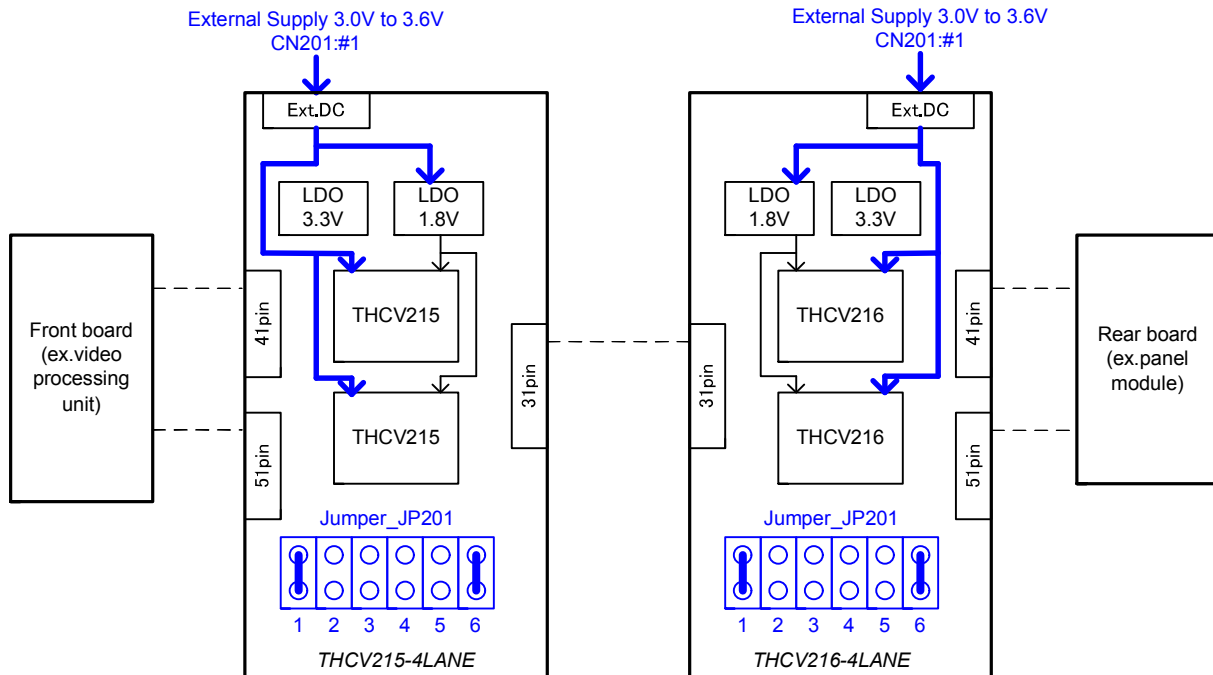 External Supply 3.0V to 3.6V
CN201:#1
External Supply 3.0V to 3.6V
CN201:#1
Ext.DC
Ext.DC
LDO
3.3V
LDO
1.8V
LDO
1.8V
LDO
3.3V
Front board
(ex.video
processing
unit)
41pin
51pin
THCV215
THCV215
31pin
31pin
THCV216
THCV216
41pin
51pin
Rear board
(ex.panel
module)
Jumper_JP201
1 2 3 4 5 6
THCV215-4LANE
Jumper_JP201
1 2 3 4 5 6
THCV216-4LANE